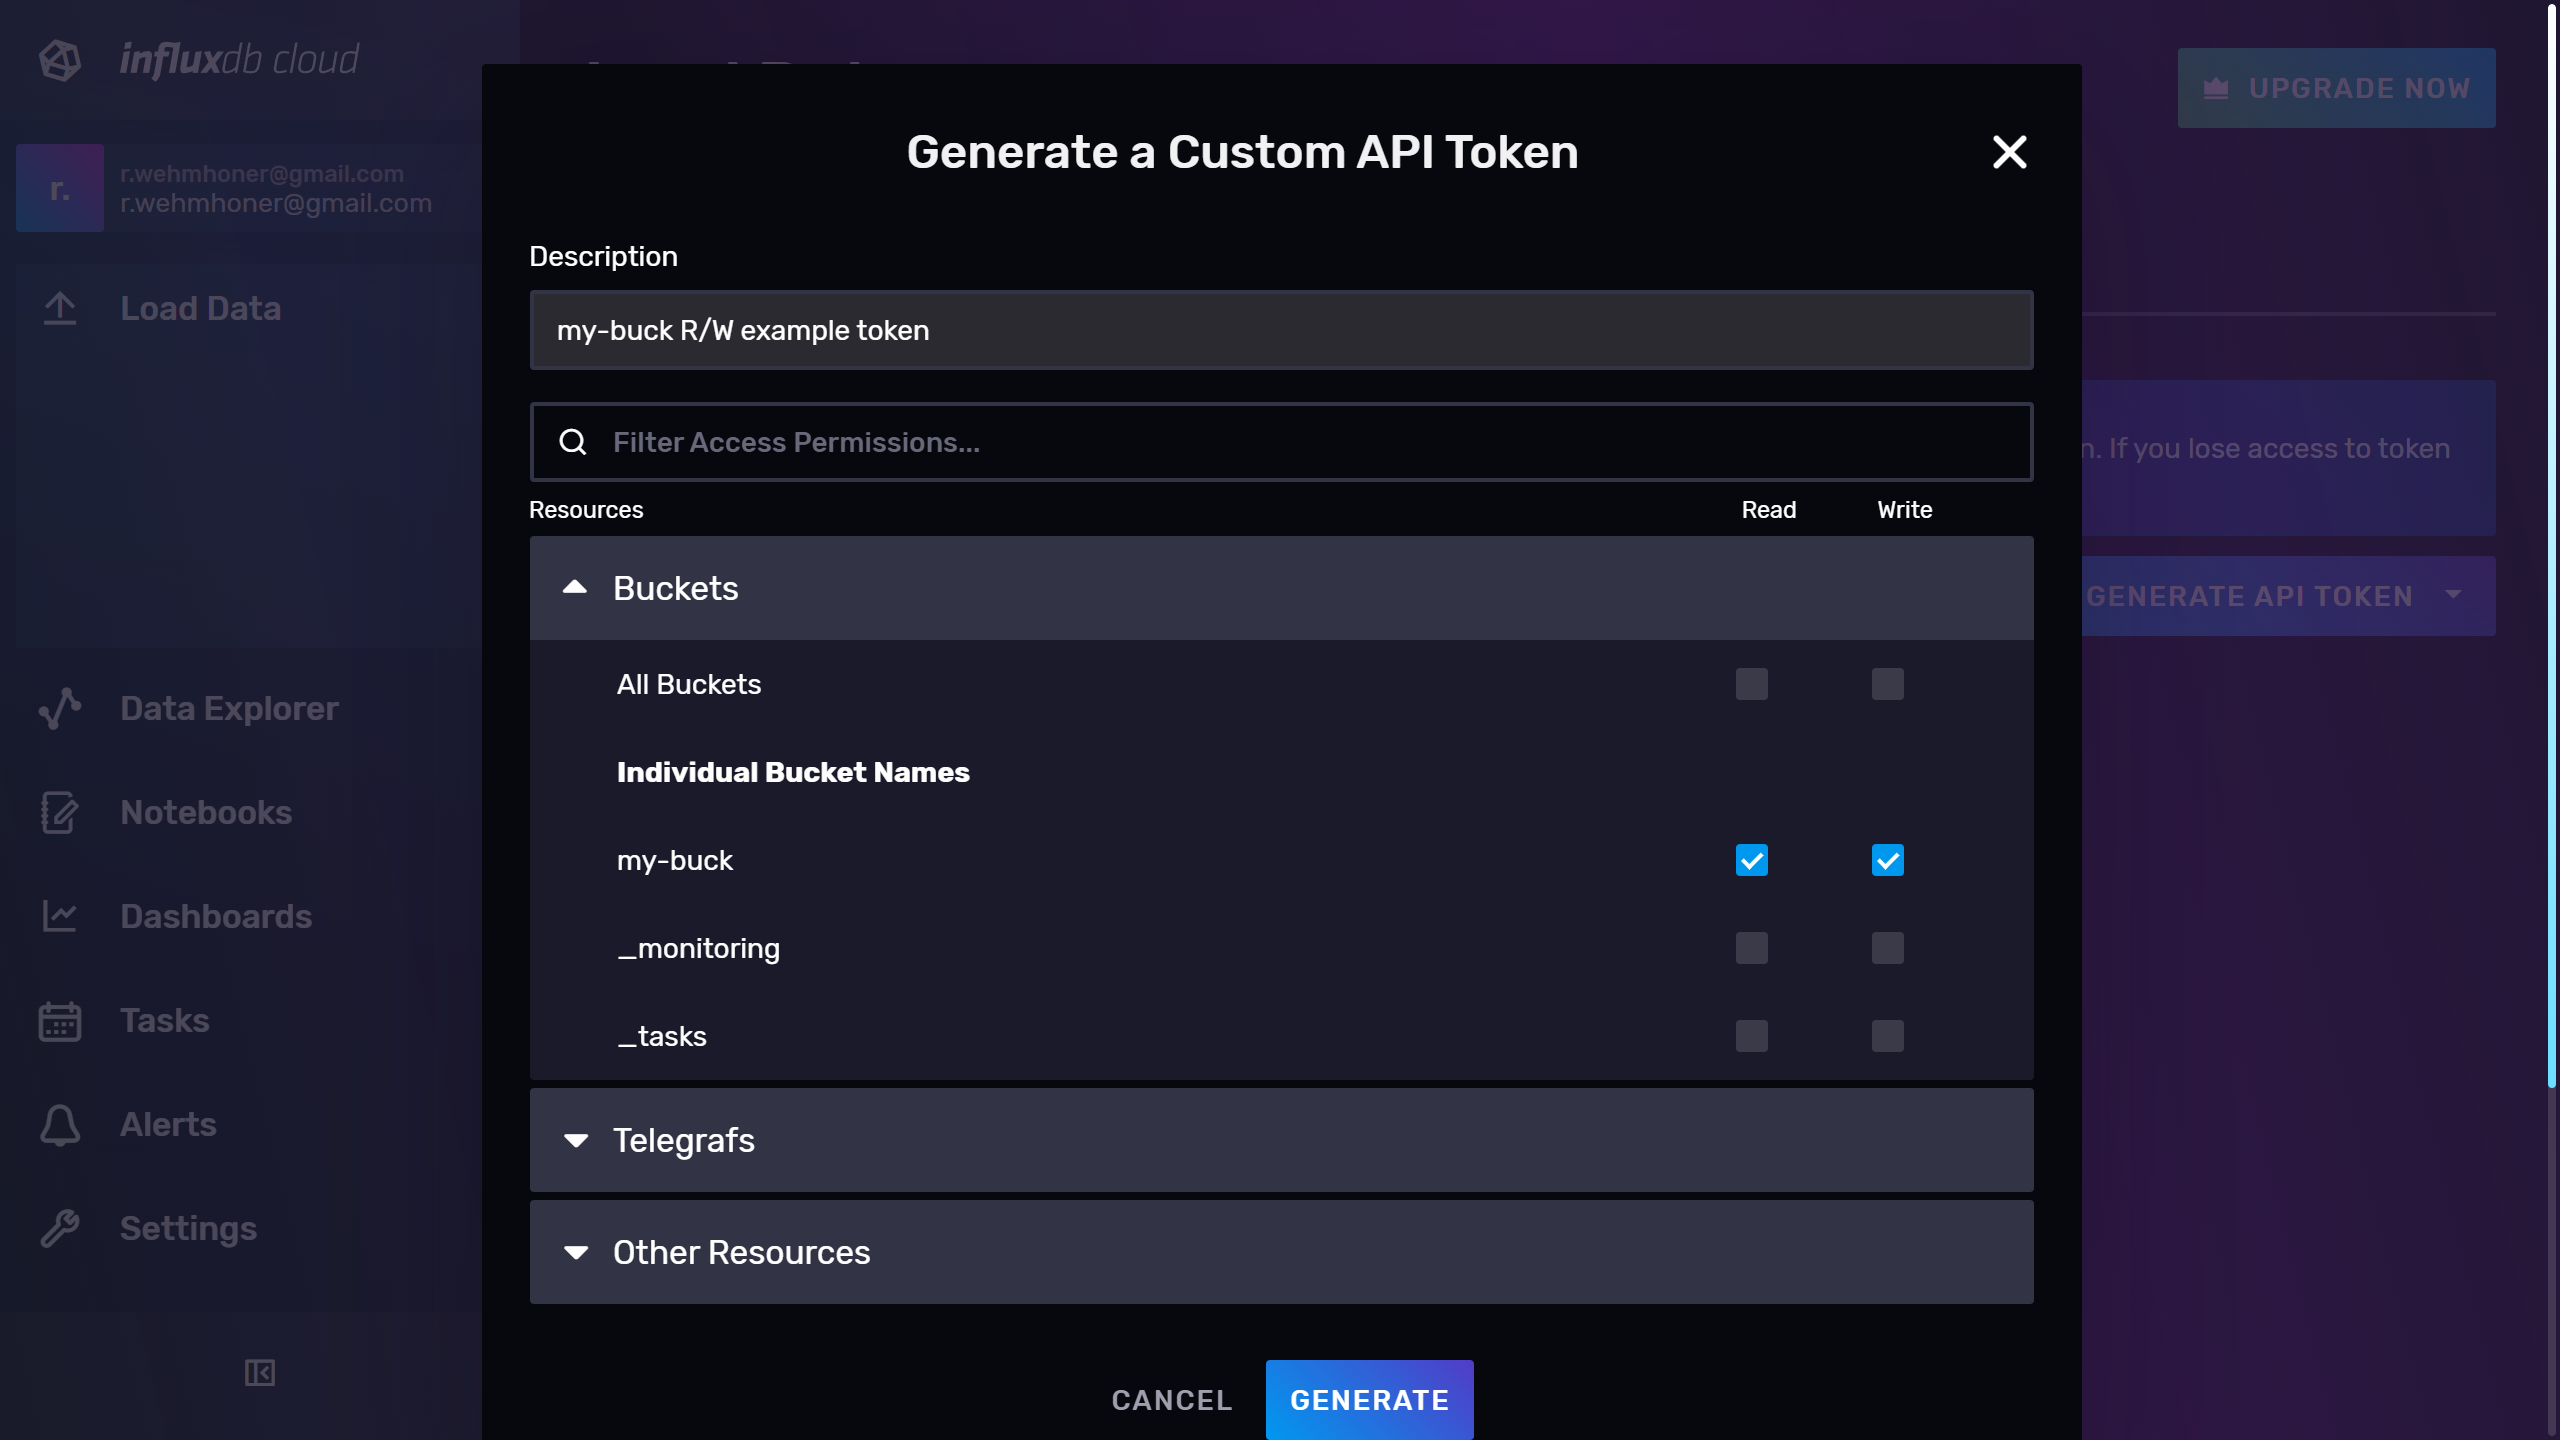 influxdb cloud
UPGRADE NOW
Generate a Custom API Token
r.
r.wehmhoner@gmail.com
r.wehmhoner@gmail.com
Description
Load Data
my-buck R/W example token
Filter Access Permissions...
n. If you lose access to token
Resources Read Write
Buckets
GENERATE API TOKEN
All Buckets
Data Explorer
Individual Bucket Names
Notebooks
my-buck
Dashboards
_monitoring
Tasks
_tasks
Alerts
Telegrafs
Settings
Other Resources
CANCEL GENERATE